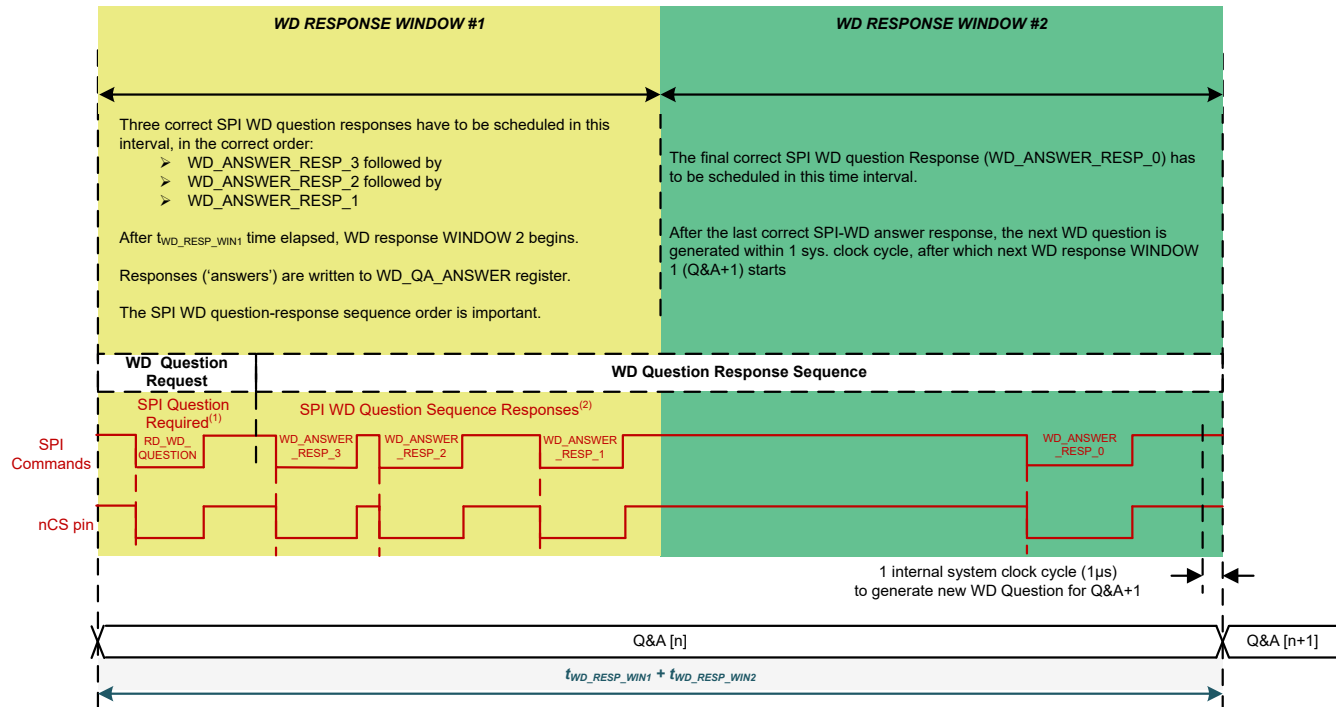 WD RESPONSE WINDOW #1
WD RESPONSE WINDOW #2
Three correct SPI WD question responses have to be scheduled in this
interval, in the correct order:
➢ WD_ANSWER_RESP_3 followed by
➢ WD_ANSWER_RESP_2 followed by
➢ WD_ANSWER_RESP_1
After tWD_RESP_WIN1 time elapsed, WD response WINDOW 2 begins.
Responses (‘answers’) are written to WD_QA_ANSWER register.
The SPI WD question-response sequence order is important.
The final correct SPI WD question Response (WD_ANSWER_RESP_0) has
to be scheduled in this time interval.
After the last correct SPI-WD answer response, the next WD question is
generated within 1 sys. clock cycle, after which next WD response WINDOW
1 (Q&A+1) starts
WD Question
Request
WD Question Response Sequence
SPI Question
Required(1)
SPI WD Question Sequence Responses(2)
SPI
Commands
RD_WD_
QUESTION
WD_ANSWER
_RESP_3
WD_ANSWER
_RESP_2
WD_ANSWER
_RESP_1
WD_ANSWER
_RESP_0
nCS pin
1 internal system clock cycle (1µs)
to generate new WD Question for Q&A+1
Q&A [n]
Q&A [n+1]
tWD_RESP_WIN1 + tWD_RESP_WIN2